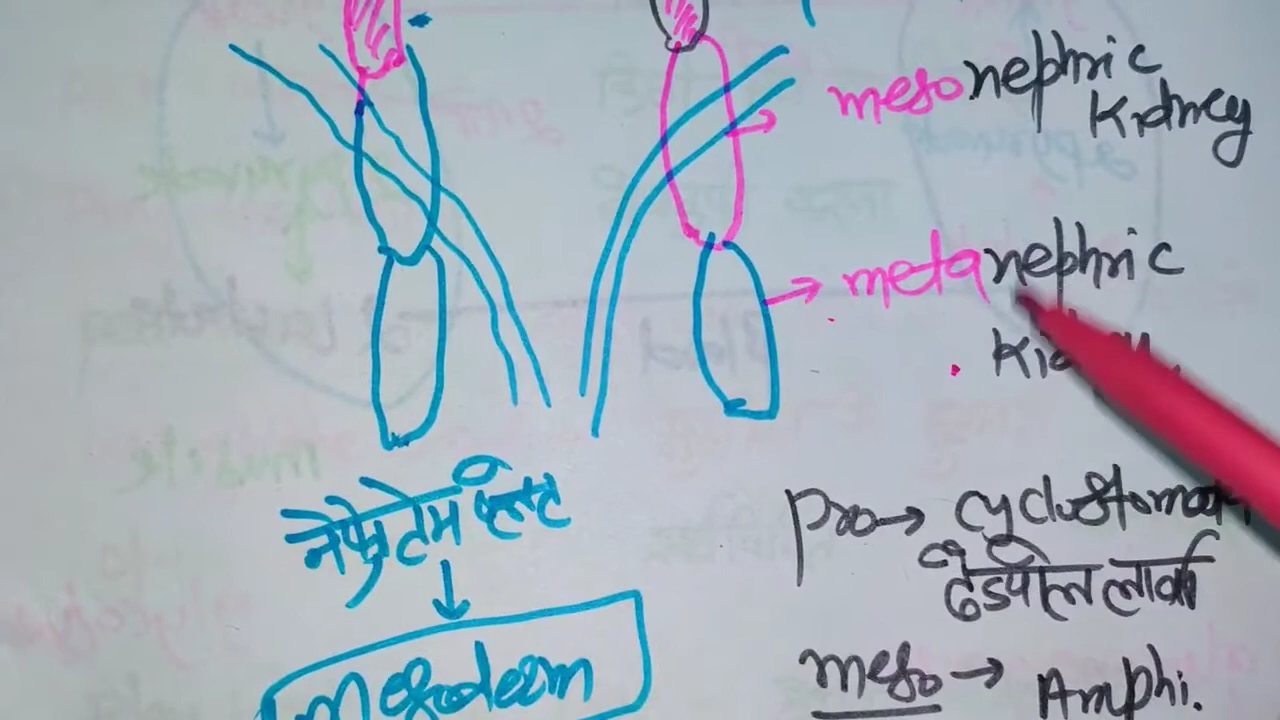 mesonephric
Kidney
metanephric
नेफ्रोटोम प्लेट
Mesoderm
Pro→ Cyclostomata
टेडपोल लार्वा
meso → Amphi.